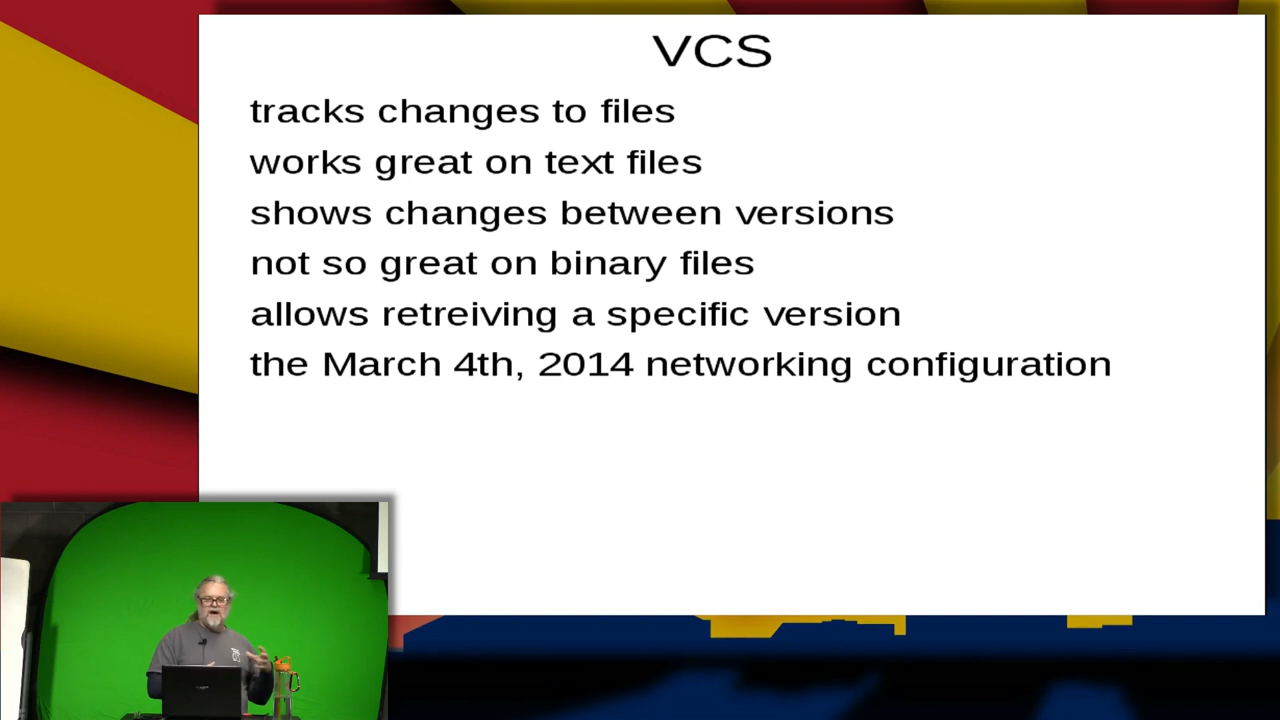 VCS
tracks changes to files
works great on text files
shows changes between versions
not so great on binary files
allows retreiving a specific version
the March 4th, 2014 networking configuration